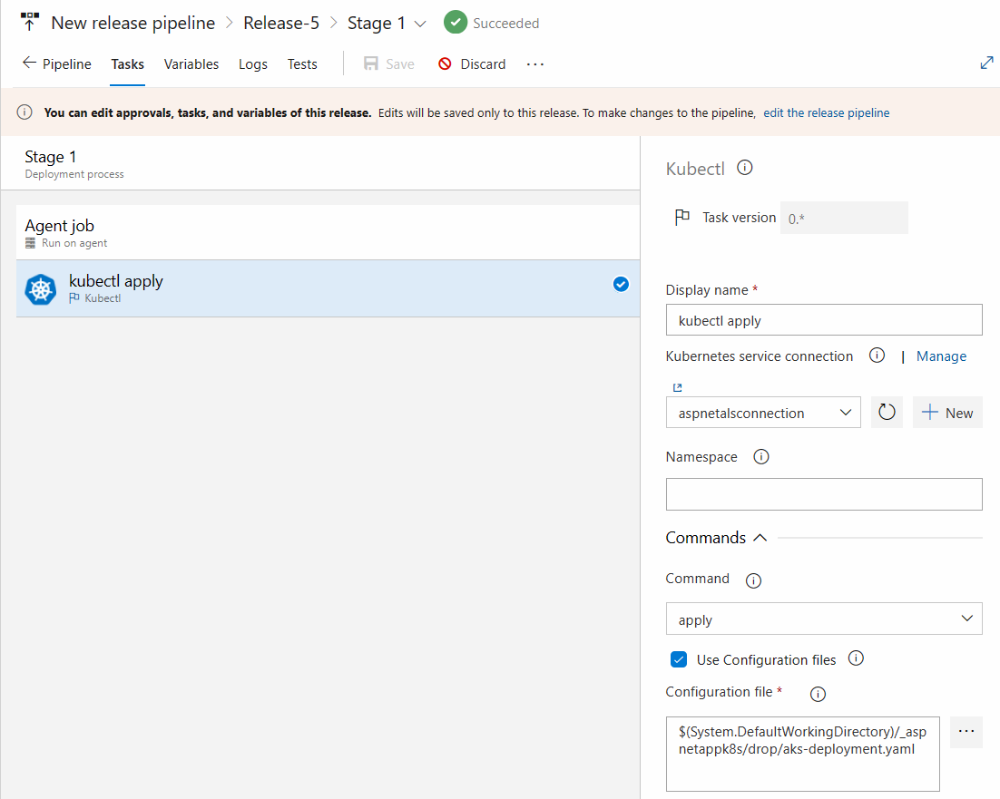 New release pipeline > Release-5 > Stage 1 Succeeded
Pipeline Tasks Variables Logs Tests Save Discard ...
You can edit approvals, tasks, and variables of this release. Edits will be saved only to this release. To make changes to the pipeline, edit the release pipeline
Stage 1
Deployment process
Agent job
Run on agent
kubectl apply
Kubectl
Kubectl
Task version 0.*
Display name *
kubectl apply
Kubernetes service connection | Manage
aspnetalsconnection New
Namespace
Commands
Command
apply
Use Configuration files
Configuration file *
$(System.DefaultWorkingDirectory)/_asp
netappk8s/drop/aks-deployment.yaml
...